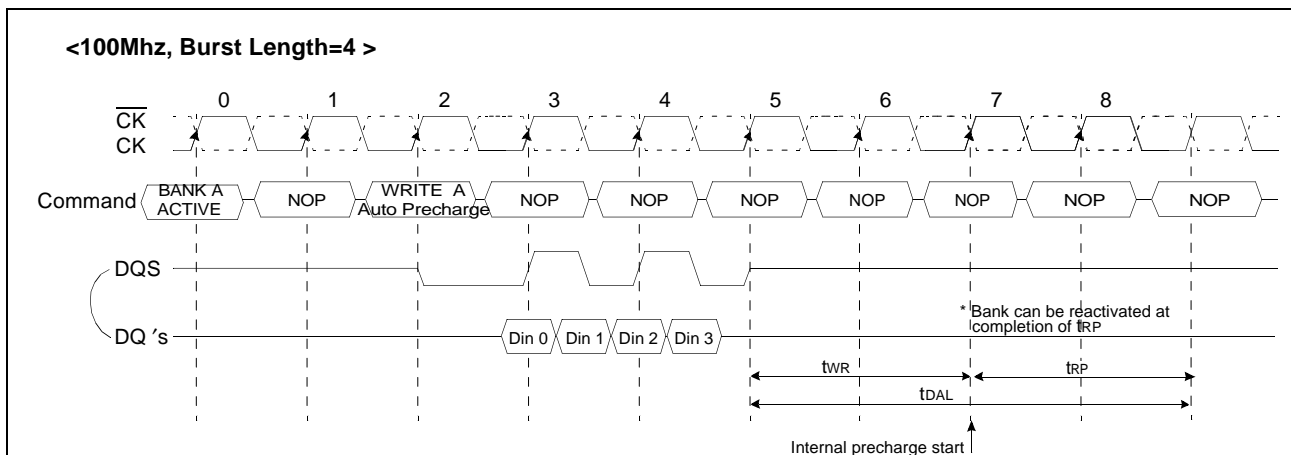 <100Mhz, Burst Length=4 >
0 1 2 3 4 5 6 7 8
CK
CK
Command BANK A ACTIVE NOP WRITE A Auto Precharge NOP NOP NOP NOP NOP NOP NOP
DQS
* Bank can be reactivated at
completion of tRP
DQ 's Din 0 Din 1 Din 2 Din 3
tWR tRP
tDAL
Internal precharge start